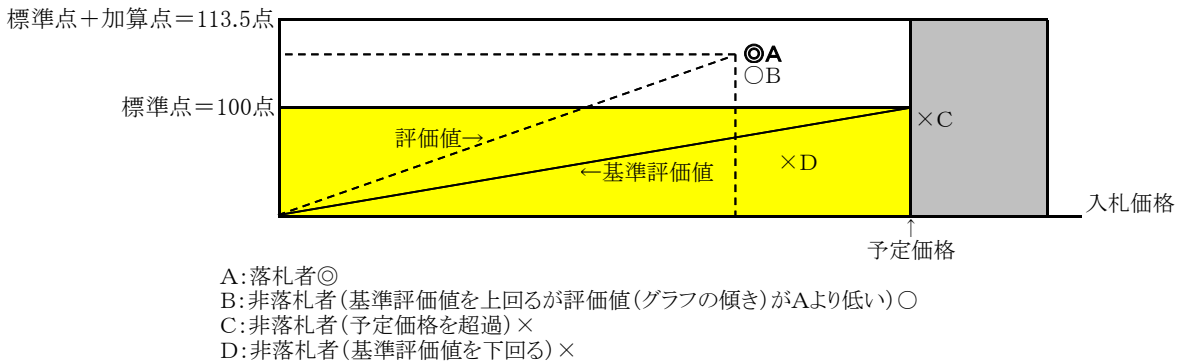 標準点+加算点=113.5点
◎A
○B
標準点=100点
×C
評価値→
×D
←基準評価値
入札価格
↑
予定価格
A:落札者◎
B:非落札者(基準評価値を上回るが評価値(グラフの傾き)がAより低い)○
C:非落札者(予定価格を超過)×
D:非落札者(基準評価値を下回る)×